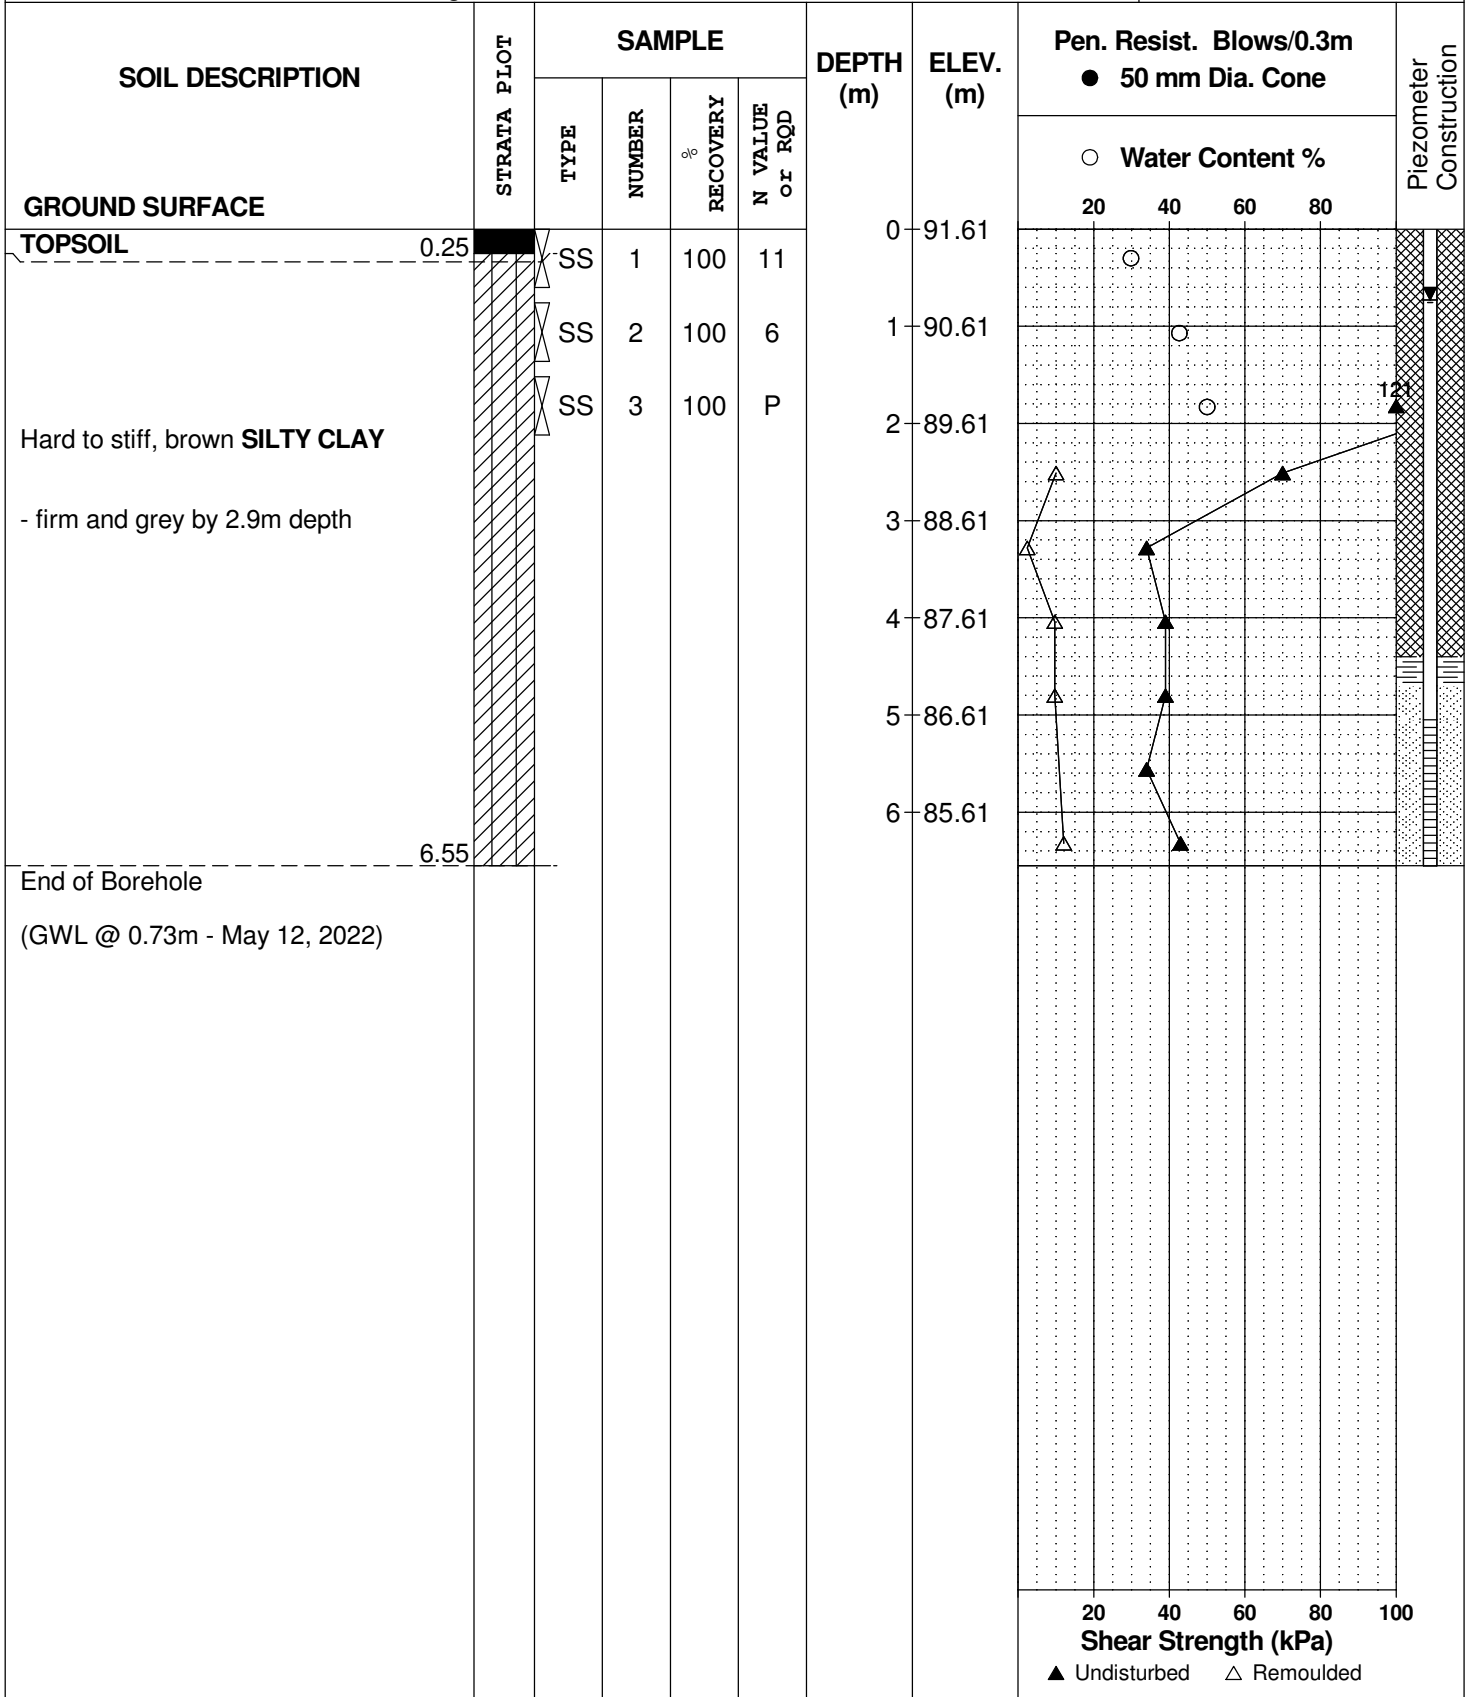 SOIL DESCRIPTION
GROUND SURFACE
STRATA PLOT
SAMPLE
TYPE
NUMBER
% RECOVERY
N VALUE or RQD
DEPTH (m)
ELEV. (m)
Pen. Resist. Blows/0.3m
● 50 mm Dia. Cone
○ Water Content %
20 40 60 80
Piezometer Construction
0 91.61
TOPSOIL 0.25
SS 1 100 11
SS 2 100 6
1 90.61
SS 3 100 P
121
2 89.61
Hard to stiff, brown SILTY CLAY
- firm and grey by 2.9m depth
3 88.61
4 87.61
5 86.61
6 85.61
6.55
End of Borehole
(GWL @ 0.73m - May 12, 2022)
20 40 60 80 100
Shear Strength (kPa)
▲ Undisturbed △ Remoulded